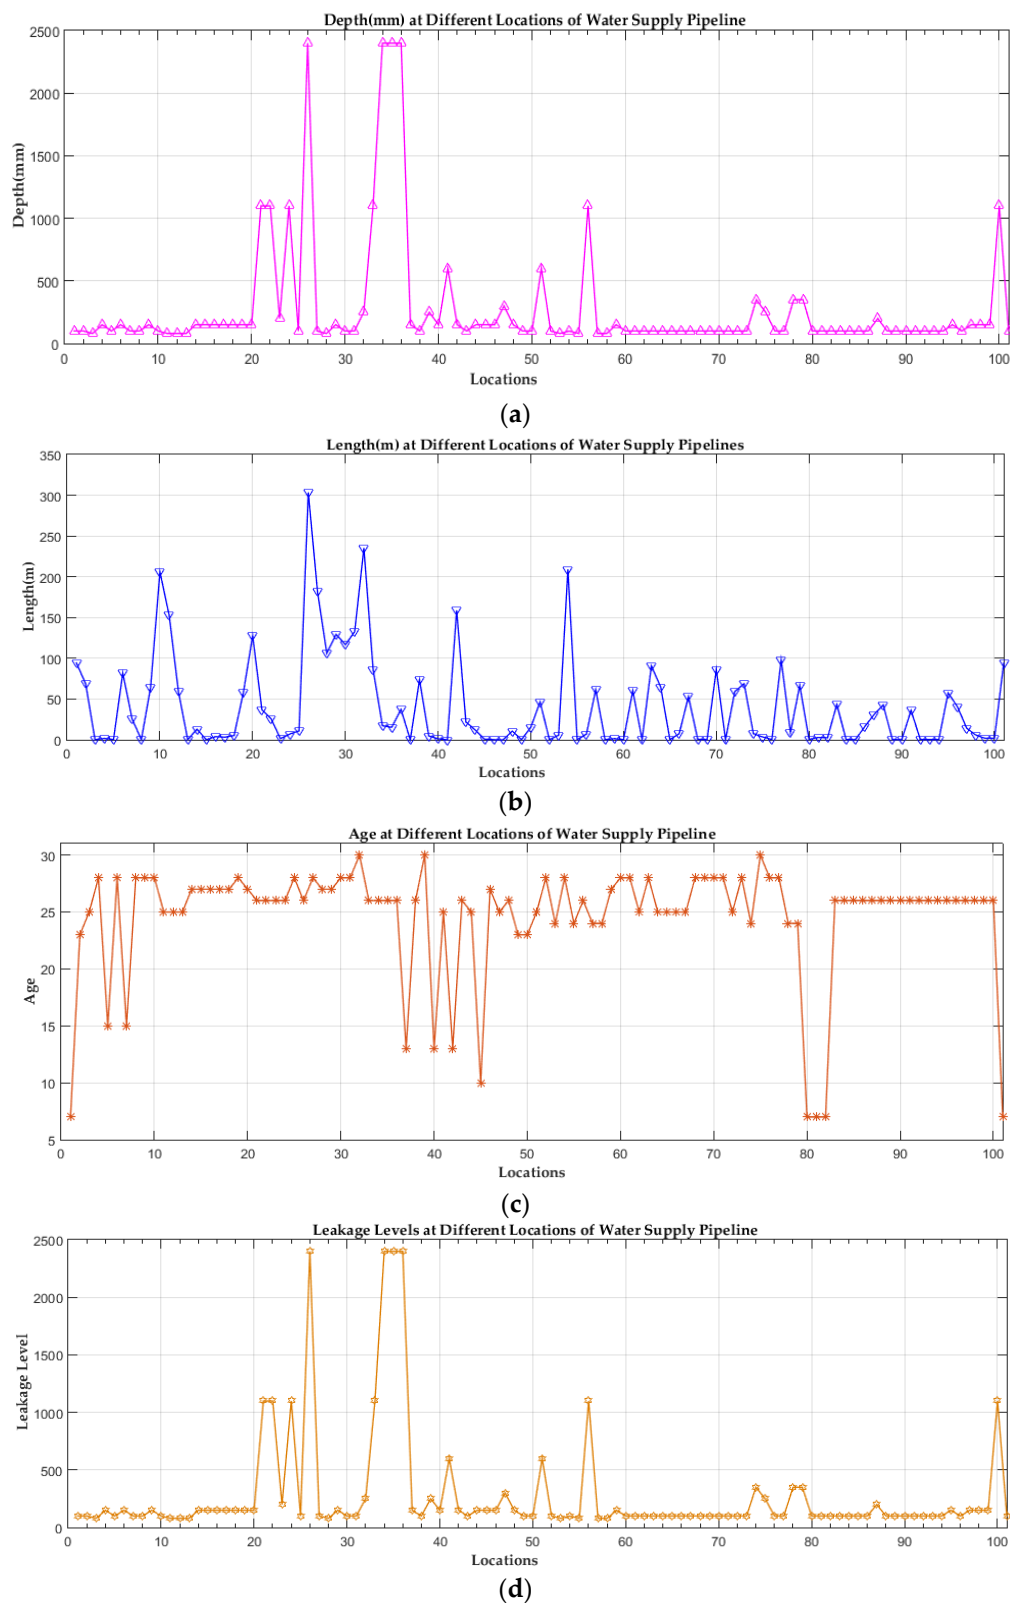 Depth(mm) at Different Locations of Water Supply Pipeline
2500
2000
1500
1000
500
0
Depth(mm)
0 10 20 30 40 50 60 70 80 90 100
Locations
(a)
Length(m) at Different Locations of Water Supply Pipelines
350
300
250
200
150
100
50
0
Length(m)
0 10 20 30 40 50 60 70 80 90 100
Locations
(b)
Age at Different Locations of Water Supply Pipeline
30
25
20
15
10
5
Age
0 10 20 30 40 50 60 70 80 90 100
Locations
(c)
Leakage Levels at Different Locations of Water Supply Pipeline
2500
2000
1500
1000
500
0
Leakage Level
0 10 20 30 40 50 60 70 80 90 100
Locations
(d)